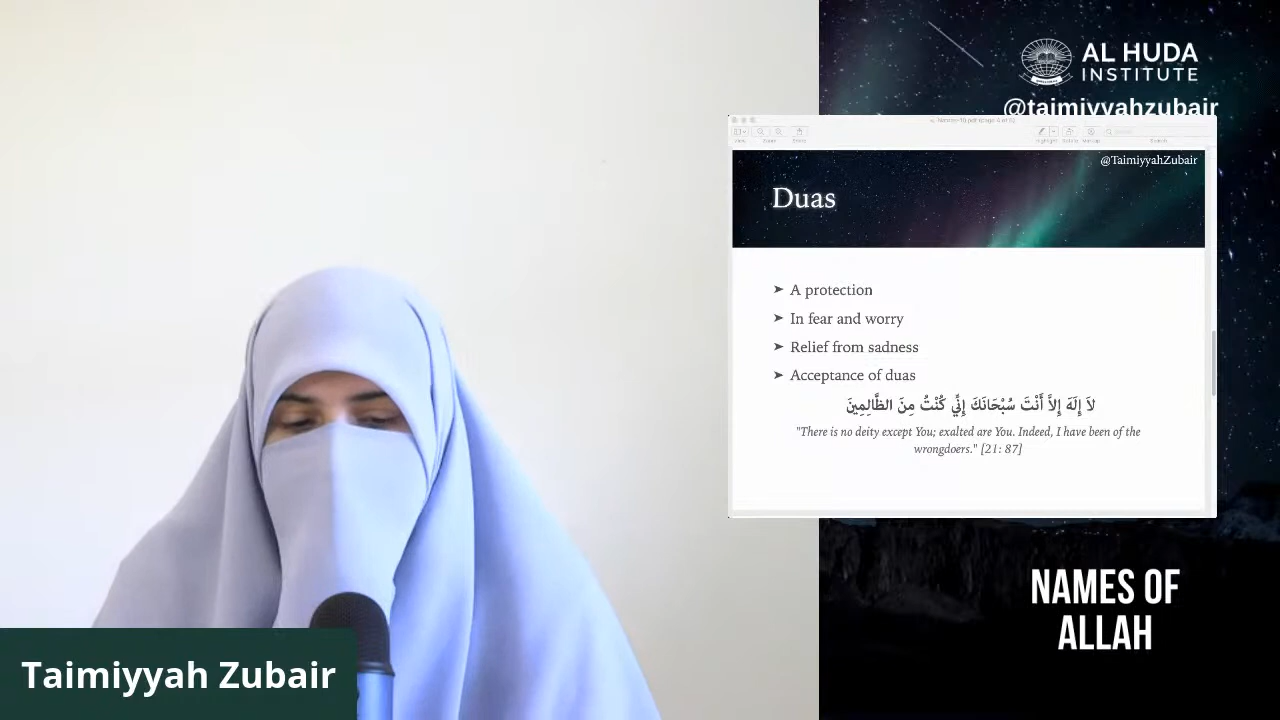 AL HUDA
INSTITUTE
@taimiyyahzubair
@TaimiyyahZubair
Duas
➤ A protection
➤ In fear and worry
➤ Relief from sadness
➤ Acceptance of duas
لاَ إِلَهَ إِلاَّ أَنْتَ سُبْحَانَكَ إِنِّي كُنْتُ مِنَ الظَّالِمِينَ
"There is no deity except You; exalted are You. Indeed, I have been of the
wrongdoers." [21: 87]
NAMES OF
ALLAH
Taimiyyah Zubair